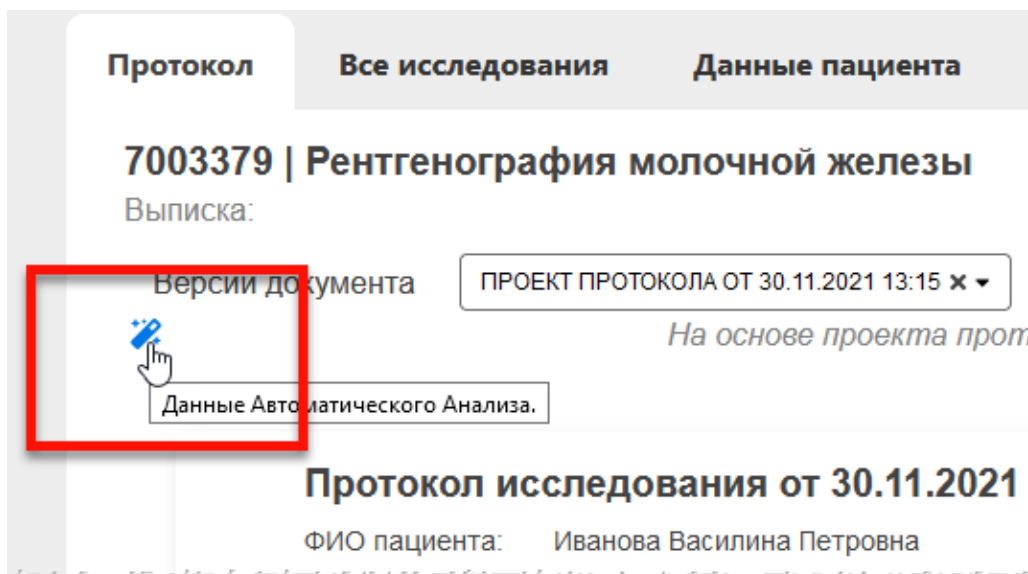 Протокол Все исследования Данные пациента
7003379 | Рентгенография молочной железы
Выписка:
Версии документа ПРОЕКТ ПРОТОКОЛА ОТ 30.11.2021 13:15
На основе проекта прот
Данные Автоматического Анализа.
Протокол исследования от 30.11.2021
ФИО пациента: Иванова Василина Петровна